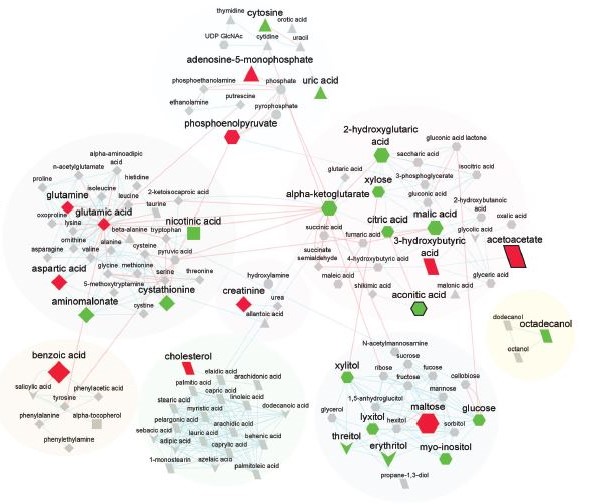 thymidine
cytosine
orotic acid
UDP GlcNAc
cytidine
uracil
adenosine-5-monophosphate
phosphoethanolamine
phosphate
uric acid
putrescine
ethanolamine
pyrophosphate
phosphoenolpyruvate
2-hydroxyglutaric
acid
gluconic acid lactone
saccharic acid
glutaric acid
isocitric acid
3-phosphoglycerate
xylose
alpha-ketoglutarate
gluconic acid
2-hydroxybutanoic
acid
citric acid
malic acid
oxalic acid
succinic acid
glycolic acid
fumaric acid
3-hydroxybutyric
acid
acetoacetate
succinate
semialdehyde
4-hydroxybutyric acid
maleic acid
glyceric acid
shikimic acid
malonic acid
aconitic acid
alpha-aminoadipic
acid
n-acetylglutamate
proline
histidine
isoleucine
glutamine
leucine
2-ketoisocaproic acid
taurine
oxoproline
glutamic acid
lysine
nicotinic acid
beta-alanine
tryptophan
ornithine
alanine
asparagine
valine
cysteine
pyruvic acid
glycine
methionine
aspartic acid
serine
threonine
5-methoxytryptamine
cystathionine
aminomalonate
cystine
hydroxylamine
creatinine
urea
allantoic acid
dodecanol
octadecanol
octanol
benzoic acid
salicylic acid
phenylacetic acid
tyrosine
phenylalanine
alpha-tocopherol
phenylethylamine
cholesterol
elaidic acid
arachidonic acid
palmitic acid
capric acid
linoleic acid
stearic acid
myristic acid
dodecanoic acid
pelargonic acid
arachidic acid
sebacic acid
lauric acid
behenic acid
adipic acid
caprylic acid
1-monostearin
azelaic acid
palmitoleic acid
N-acetylmannosamine
sucrose
xylitol
ribose
fucose
fructose
cellobiose
mannose
1,5-anhydroglucitol
maltose
glucose
glycerol
lyxitol
hexitol
sorbitol
threitol
erythritol
myo-inositol
propane-1,3-diol